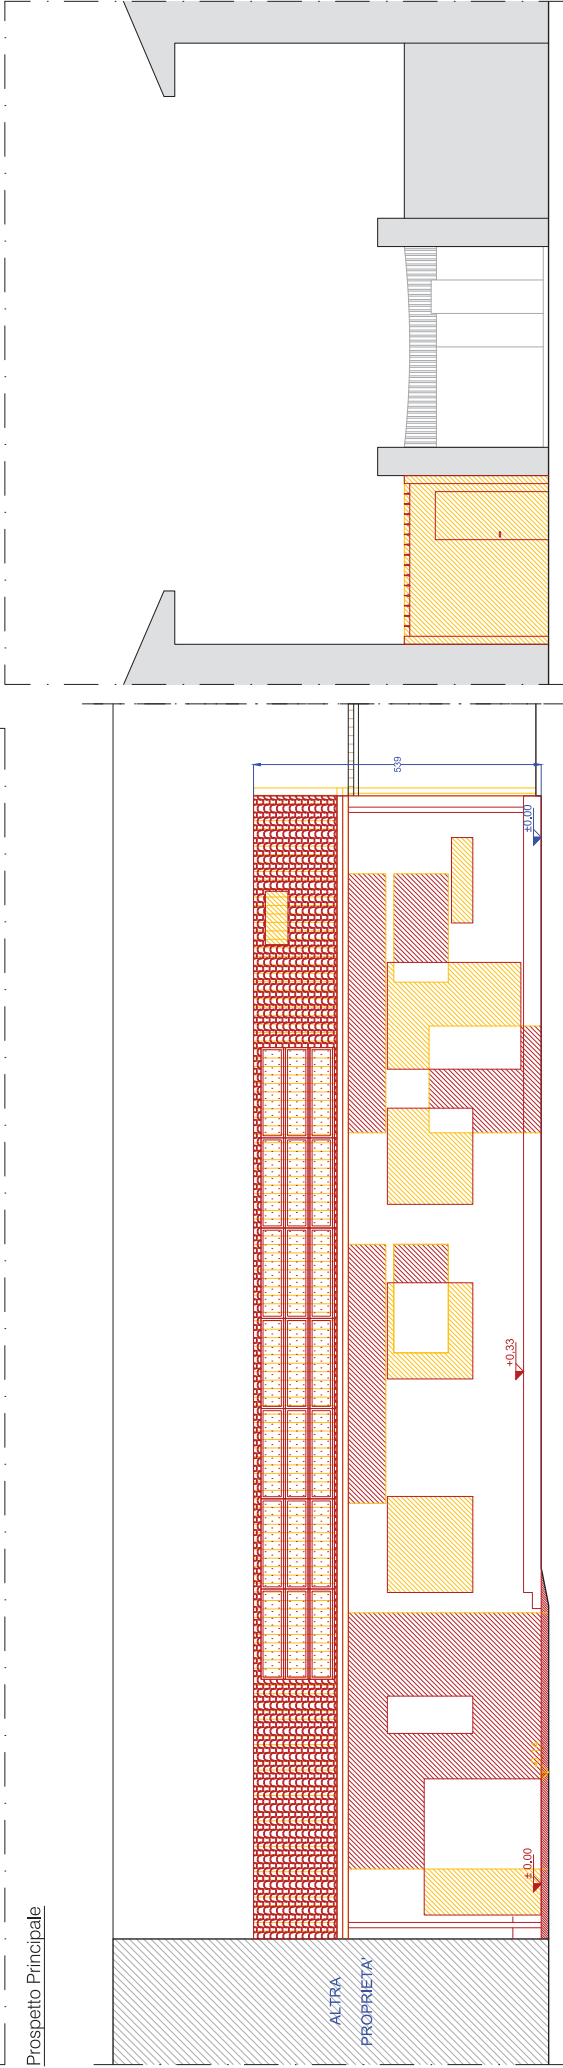 Prospetto Principale
ALTRA
PROPRIETA'
± 0.00
+0.33
±0.00
539